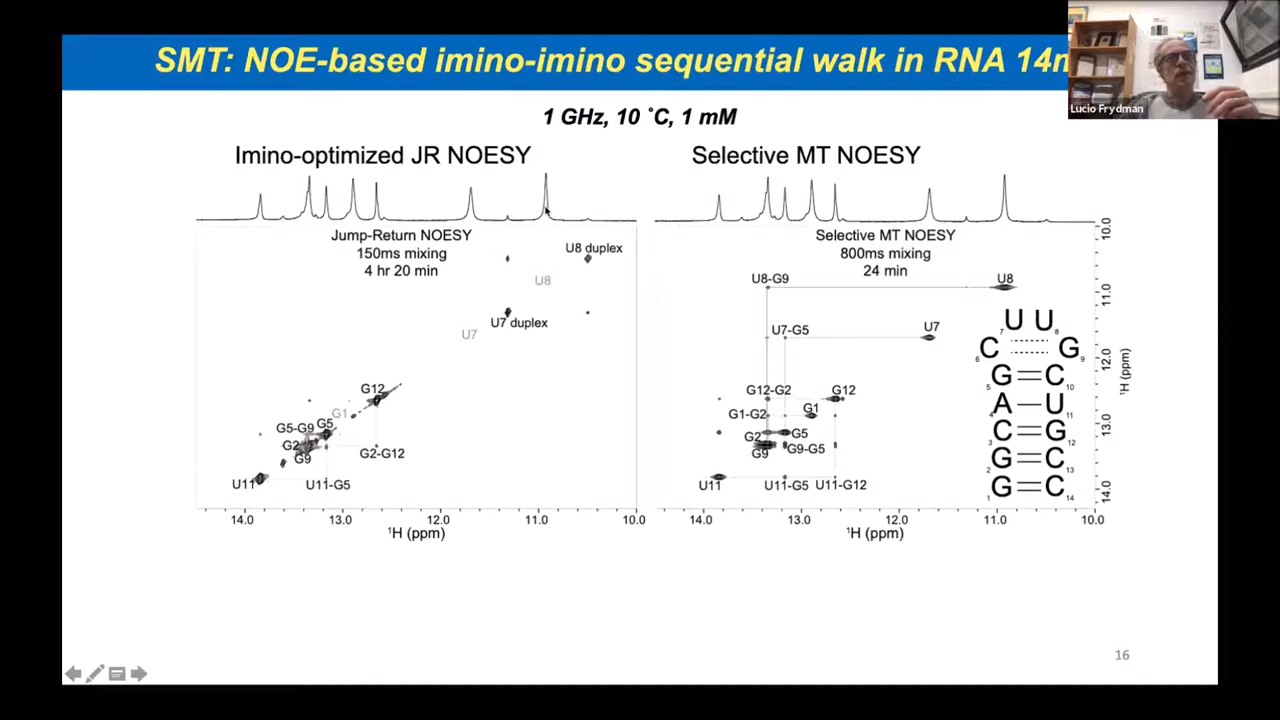 SMT: NOE-based imino-imino sequential walk in RNA 14m
Lucio Frydman
1 GHz, 10 ˚C, 1 mM
Imino-optimized JR NOESY
Jump-Return NOESY
150ms mixing
4 hr 20 min
U8 duplex
U8
U7 duplex
U7
G12
G1
G5-G9 G5
G2
G9
G2-G12
U11
U11-G5
14.0 13.0 12.0 11.0 10.0
¹H (ppm)
Selective MT NOESY
Selective MT NOESY
800ms mixing
24 min
U8-G9
U8
U7-G5
U7
G12-G2
G12
G1-G2
G1
G2
G5
G9
G9-G5
U11
U11-G5
U11-G12
14.0 13.0 12.0 11.0 10.0
¹H (ppm)
10.0
11.0
12.0
13.0
14.0
¹H (ppm)
U U
7 8
C G
6 9
G C
5 10
A U
4 11
C G
3 12
G C
2 13
G C
1 14
16